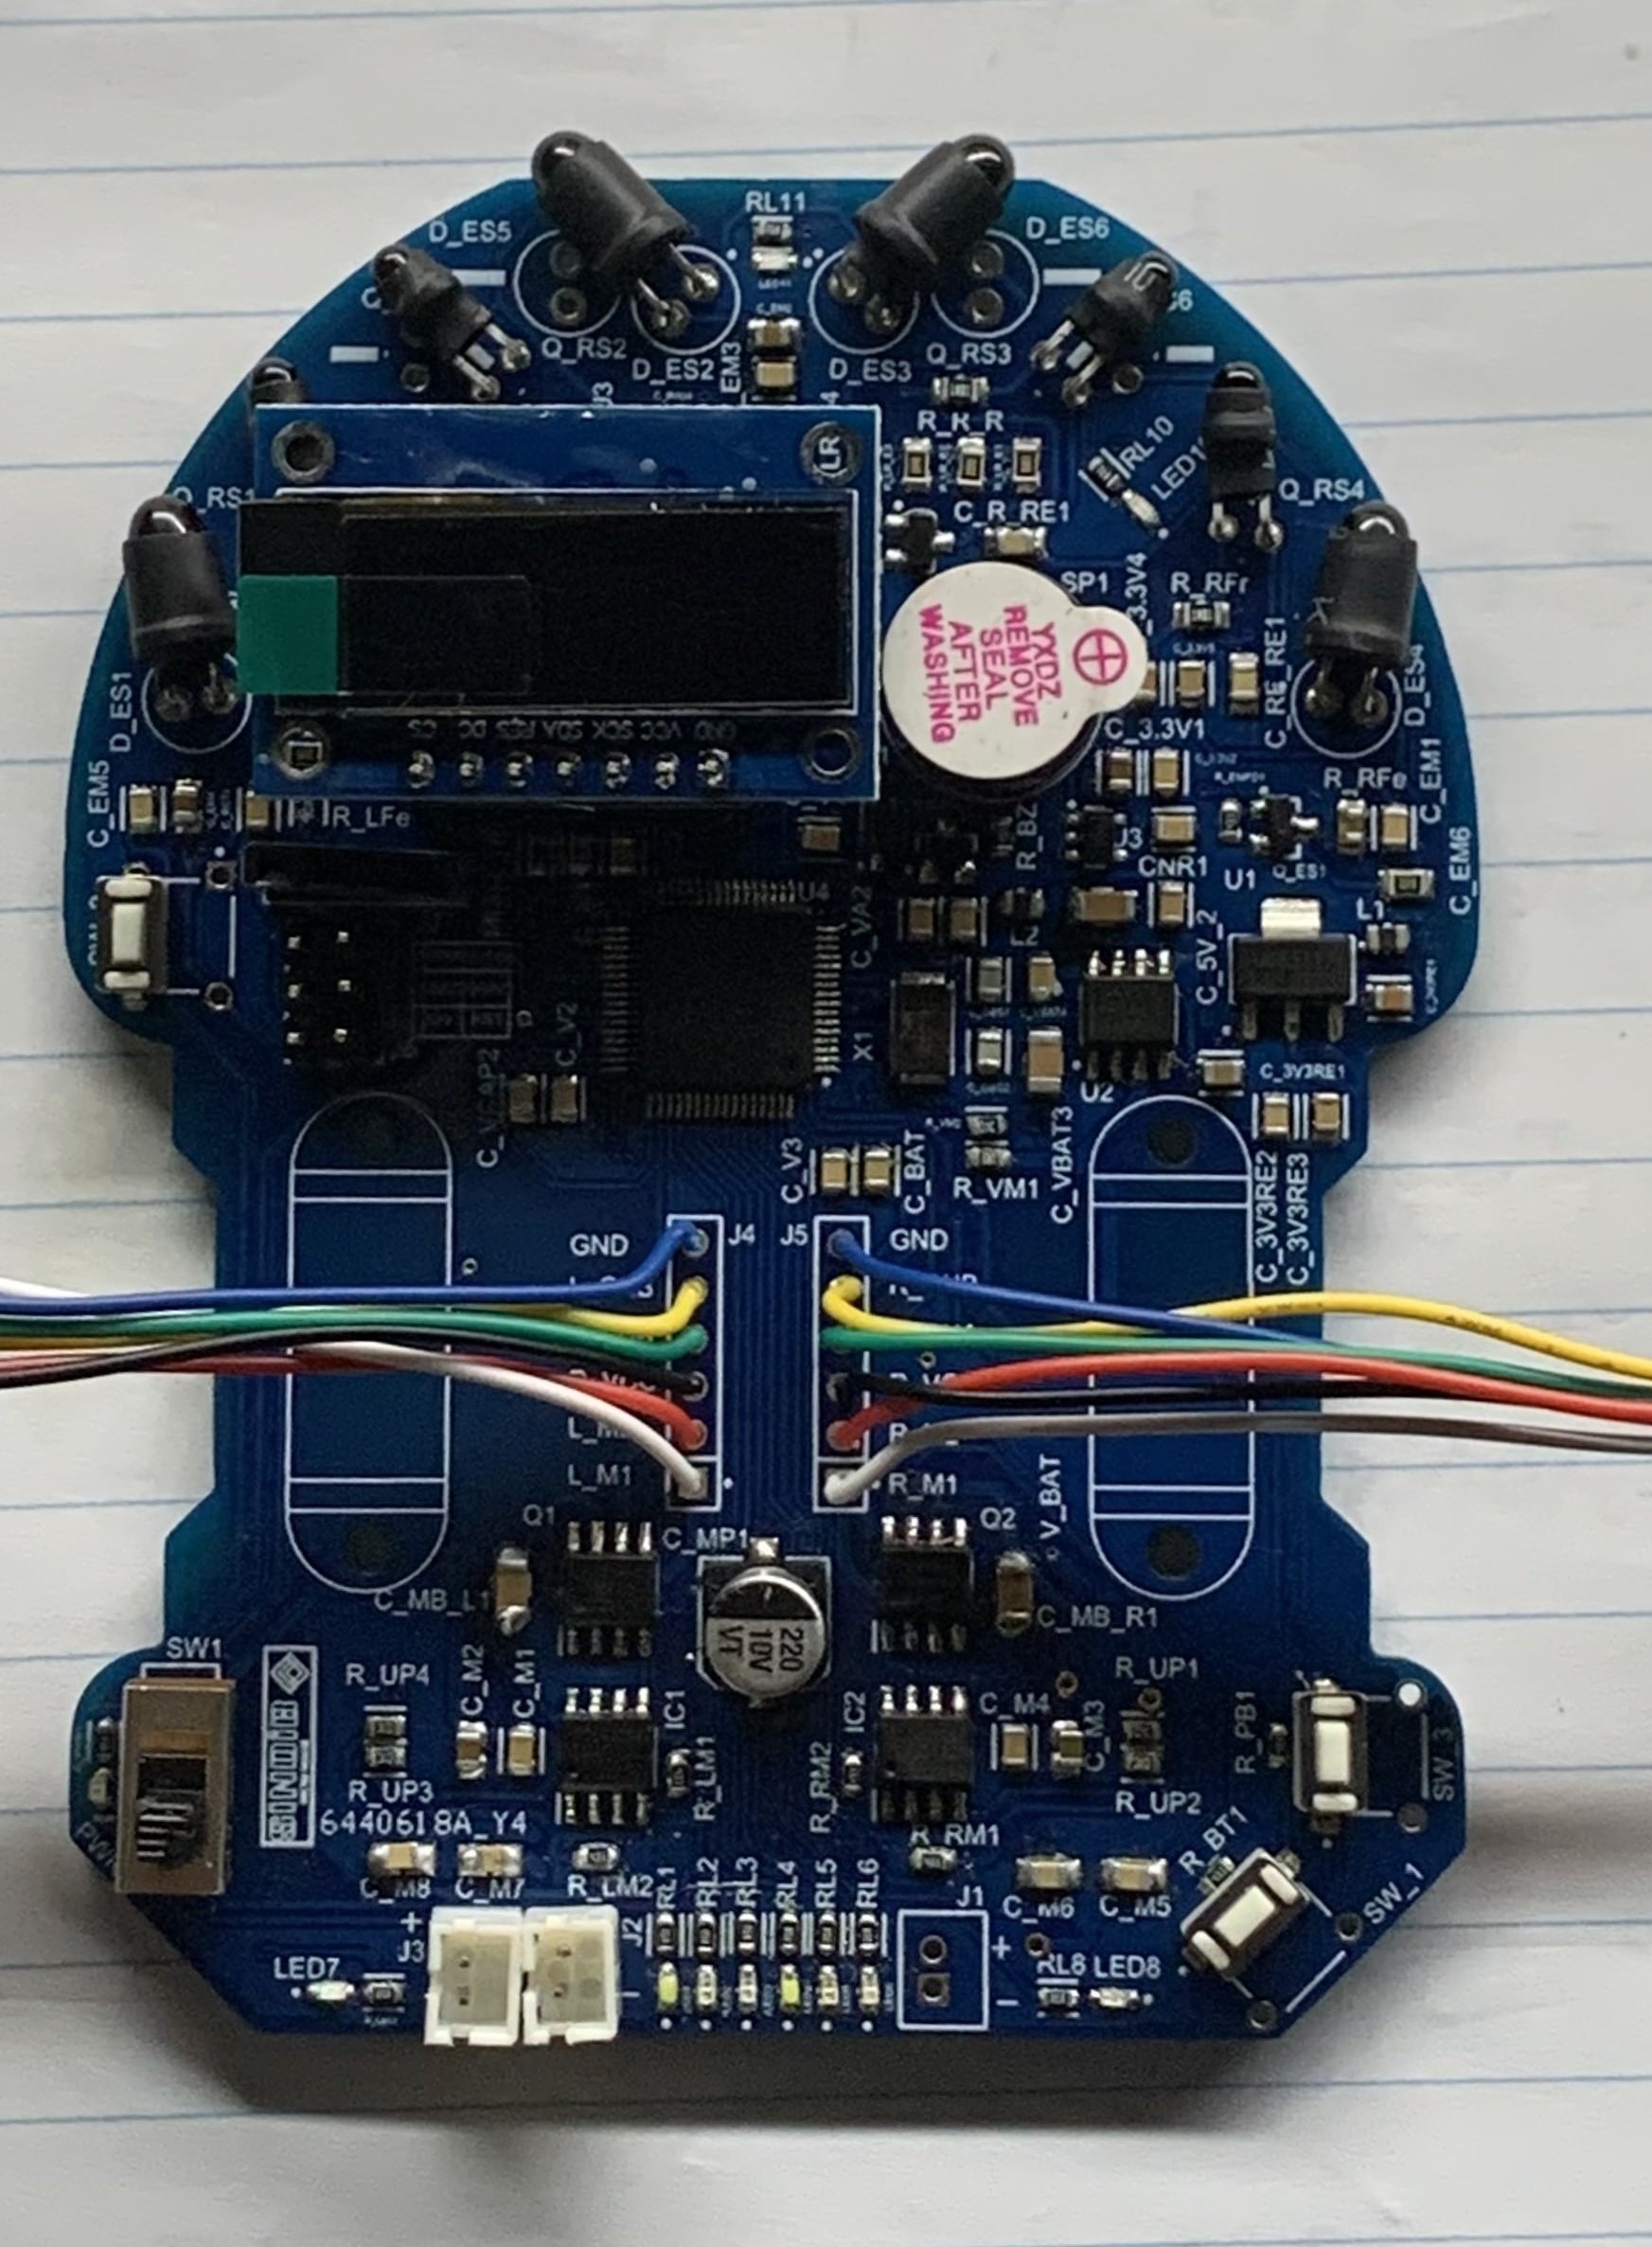 RL11
D_ES5
D_ES6
Q_RS2
D_ES2
EM3
D_ES3
Q_RS3
R_R_R
RL10
LR
C_R_RE1
Q_RS4
SP1
R_RFr
YXDZ
REMOVE
SEAL
AFTER
WASHING
D_ES1
D_ES4
C_RE_RE1
CS DC RES SDA SCK VCC GND
C_3.3V1
R_RFe
C_EM1
C_EM5
R_LFe
R_BZ
CNR1
U1
C_EM6
U4
C_VA2
C_5V_2
L1
C_V2
X1
U2
C_3V3RE1
C_V3
C_BAT
R_VM1
C_VBAT3
C_3V3RE2
C_3V3RE3
GND
J4
J5
GND
L_M1
R_M1
V_BAT
Q1
C_MP1
Q2
C_MB_L1
220
10V
VT
C_MB_R1
SW1
R_UP4
C_M2
C_M1
IC1
IC2
C_M4
C_M3
R_UP1
R_PB1
SW_3
R_UP3
R_LM1
R_RM2
R_UP2
6440618A_Y4
R_RM1
R_BT1
C_M8
C_M7
R_LM2
RL1
RL2
RL3
RL4
RL5
RL6
J1
C_M6
C_M5
SW_1
+
J3
J2
+
LED7
RL8
LED8